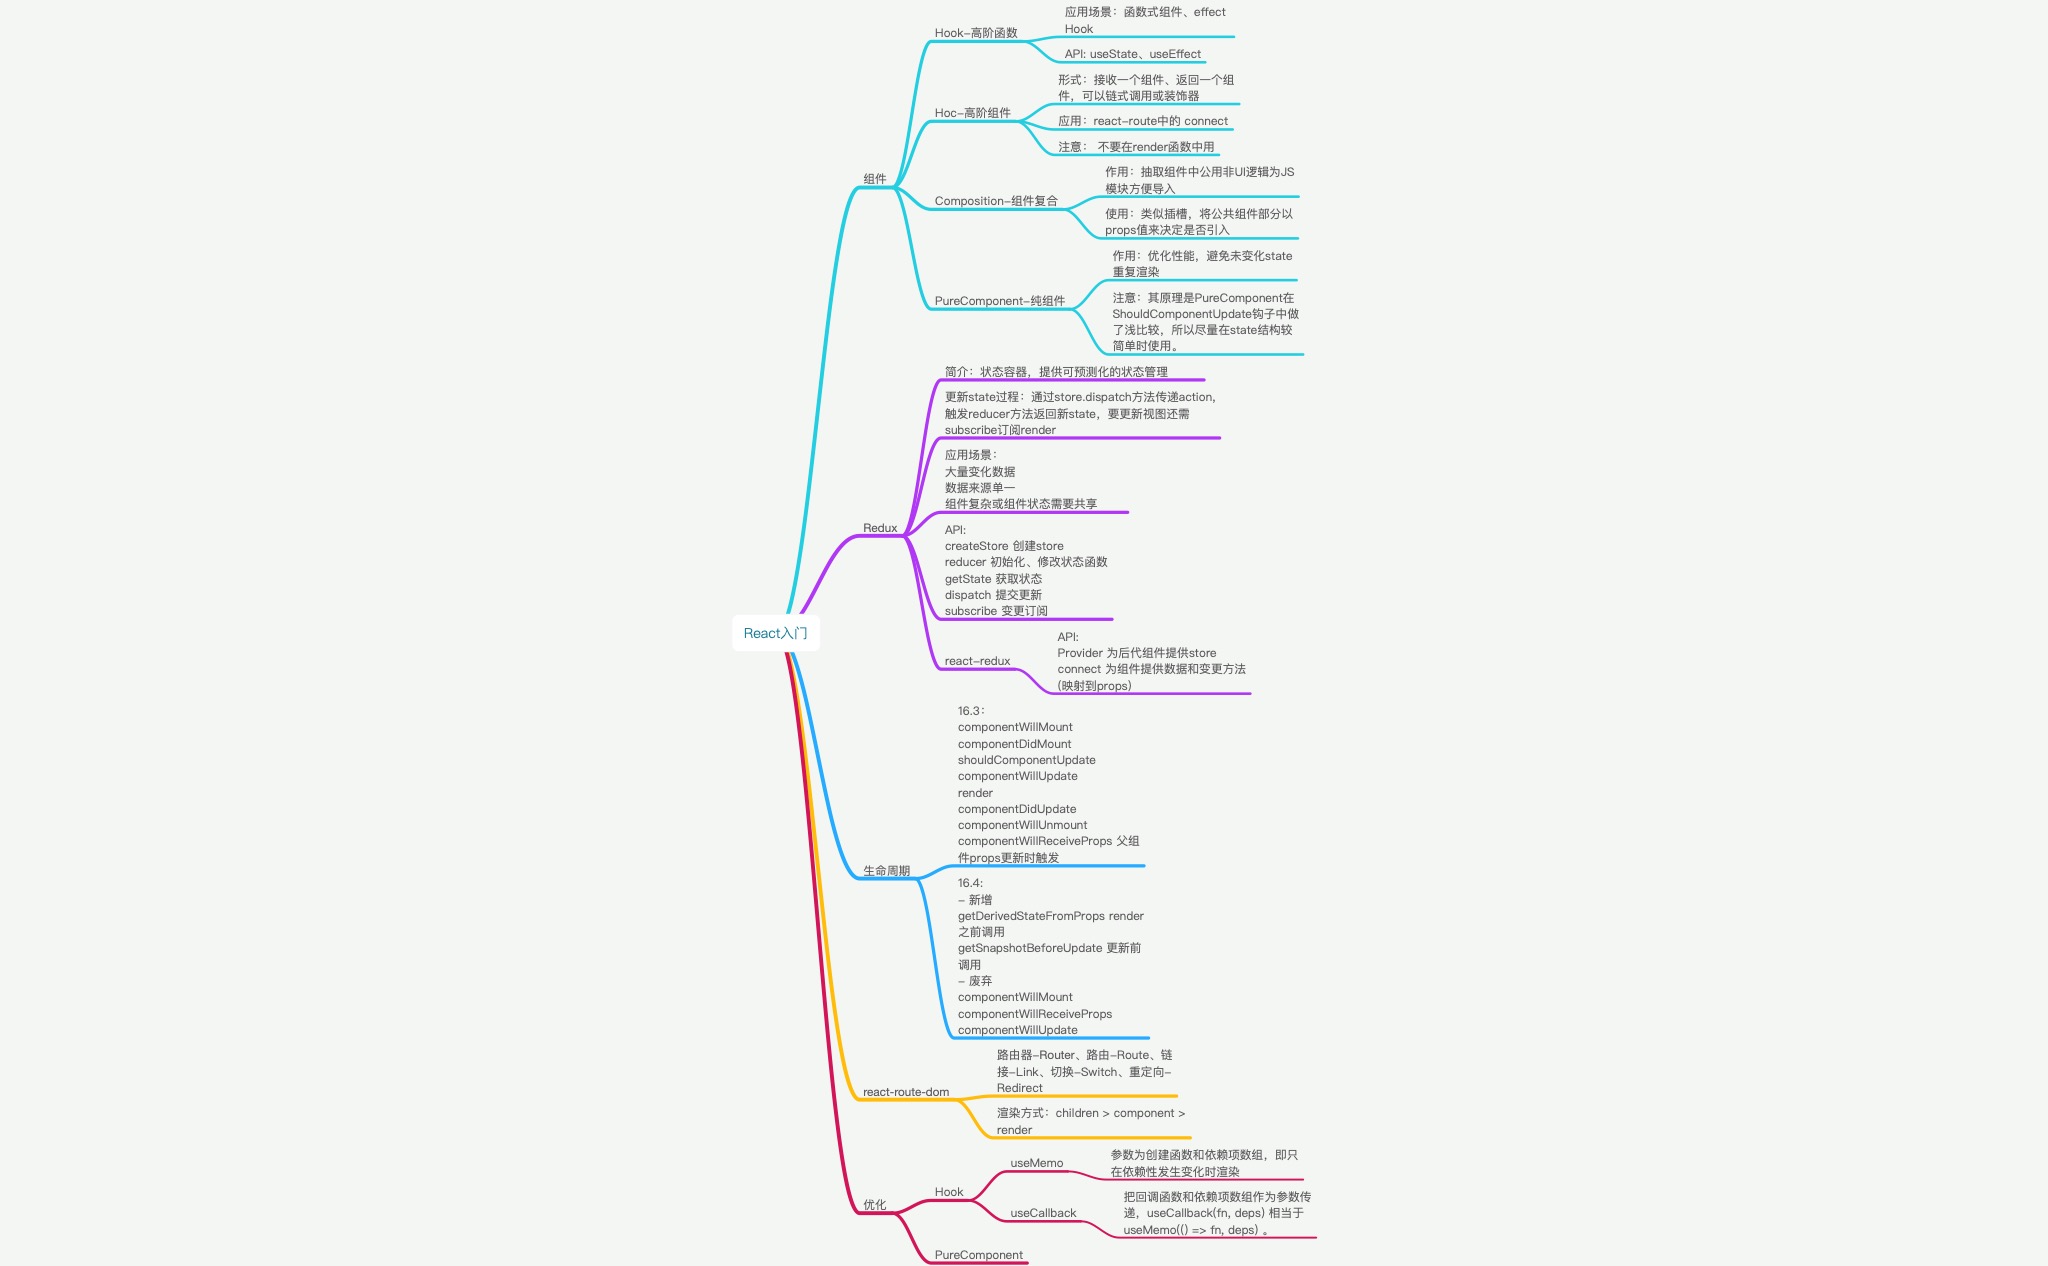 React入门
组件
Hook-高阶函数
应用场景：函数式组件、effect
Hook
API: useState、useEffect
Hoc-高阶组件
形式：接收一个组件、返回一个组
件，可以链式调用或装饰器
应用：react-route中的 connect
注意： 不要在render函数中用
Composition-组件复合
作用：抽取组件中公用非UI逻辑为JS
模块方便导入
使用：类似插槽，将公共组件部分以
props值来决定是否引入
PureComponent-纯组件
作用：优化性能，避免未变化state
重复渲染
注意：其原理是PureComponent在
ShouldComponentUpdate钩子中做
了浅比较，所以尽量在state结构较
简单时使用。
Redux
简介：状态容器，提供可预测化的状态管理
更新state过程：通过store.dispatch方法传递action,
触发reducer方法返回新state，要更新视图还需
subscribe订阅render
应用场景：
大量变化数据
数据来源单一
组件复杂或组件状态需要共享
API:
createStore 创建store
reducer 初始化、修改状态函数
getState 获取状态
dispatch 提交更新
subscribe 变更订阅
react-redux
API:
Provider 为后代组件提供store
connect 为组件提供数据和变更方法
(映射到props)
生命周期
16.3：
componentWillMount
componentDidMount
shouldComponentUpdate
componentWillUpdate
render
componentDidUpdate
componentWillUnmount
componentWillReceiveProps 父组
件props更新时触发
16.4:
- 新增
getDerivedStateFromProps render
之前调用
getSnapshotBeforeUpdate 更新前
调用
- 废弃
componentWillMount
componentWillReceiveProps
componentWillUpdate
react-route-dom
路由器-Router、路由-Route、链
接-Link、切换-Switch、重定向-
Redirect
渲染方式：children > component >
render
优化
Hook
useMemo
参数为创建函数和依赖项数组，即只
在依赖性发生变化时渲染
useCallback
把回调函数和依赖项数组作为参数传
递，useCallback(fn, deps) 相当于
useMemo(() => fn, deps) 。
PureComponent